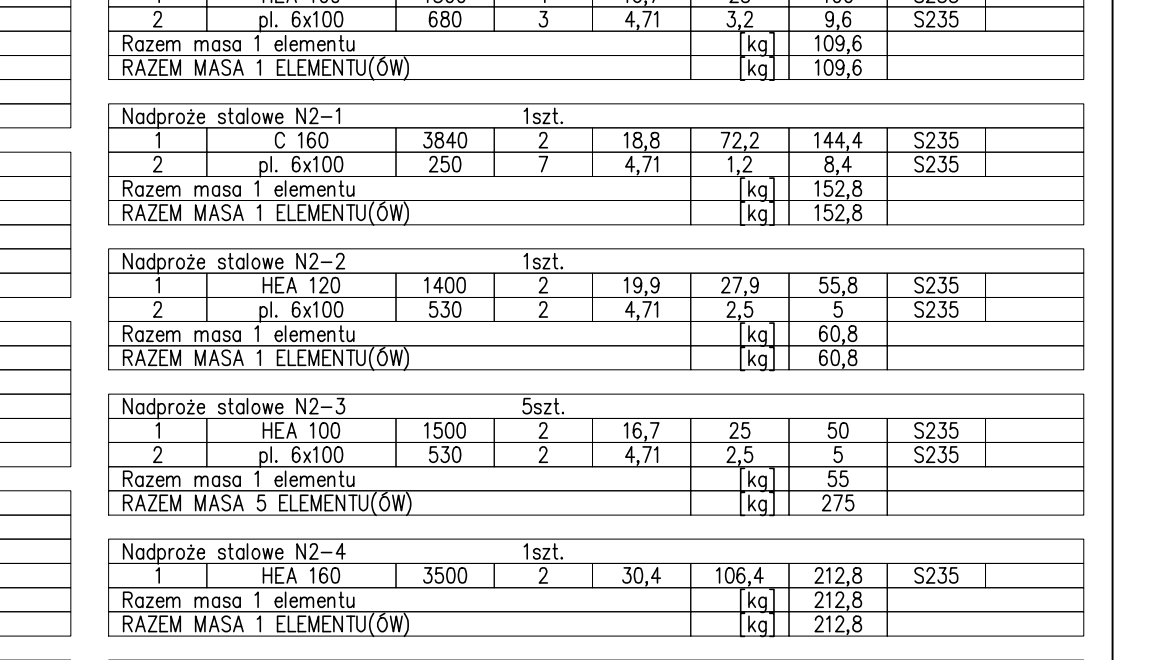 2 pl. 6x100 680 3 4,71 3,2 9,6 S235
Razem masa 1 elementu [kg] 109,6
RAZEM MASA 1 ELEMENTU(ÓW) [kg] 109,6
Nadproże stalowe N2-1 1szt.
1 C 160 3840 2 18,8 72,2 144,4 S235
2 pl. 6x100 250 7 4,71 1,2 8,4 S235
Razem masa 1 elementu [kg] 152,8
RAZEM MASA 1 ELEMENTU(ÓW) [kg] 152,8
Nadproże stalowe N2-2 1szt.
1 HEA 120 1400 2 19,9 27,9 55,8 S235
2 pl. 6x100 530 2 4,71 2,5 5 S235
Razem masa 1 elementu [kg] 60,8
RAZEM MASA 1 ELEMENTU(ÓW) [kg] 60,8
Nadproże stalowe N2-3 5szt.
1 HEA 100 1500 2 16,7 25 50 S235
2 pl. 6x100 530 2 4,71 2,5 5 S235
Razem masa 1 elementu [kg] 55
RAZEM MASA 5 ELEMENTU(ÓW) [kg] 275
Nadproże stalowe N2-4 1szt.
1 HEA 160 3500 2 30,4 106,4 212,8 S235
Razem masa 1 elementu [kg] 212,8
RAZEM MASA 1 ELEMENTU(ÓW) [kg] 212,8